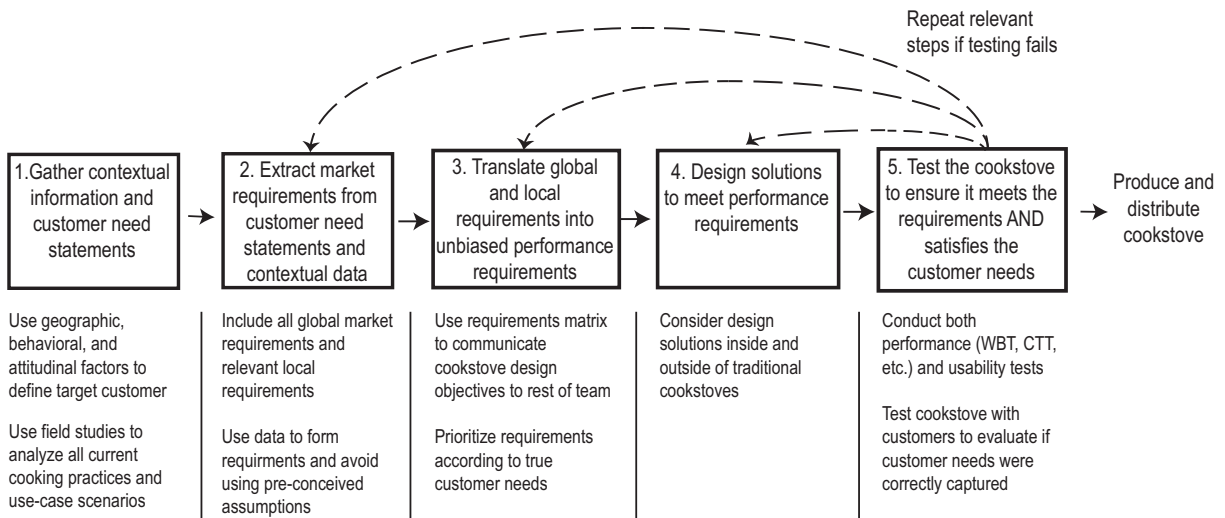 Repeat relevant
steps if testing fails
1.Gather contextual
information and
customer need
statements
2. Extract market
requirements from
customer need
statements and
contextual data
3. Translate global
and local
requirements into
unbiased performance
requirements
4. Design solutions
to meet performance
requirements
5. Test the cookstove
to ensure it meets the
requirements AND
satisfies the
customer needs
Produce and
distribute
cookstove
Use geographic,
behavioral, and
attitudinal factors to
define target customer
Use field studies to
analyze all current
cooking practices and
use-case scenarios
Include all global market
requirements and
relevant local
requirements
Use data to form
requirments and avoid
using pre-conceived
assumptions
Use requirements matrix
to communicate
cookstove design
objectives to rest of team
Prioritize requirements
according to true
customer needs
Consider design
solutions inside and
outside of traditional
cookstoves
Conduct both
performance (WBT, CTT,
etc.) and usability tests
Test cookstove with
customers to evaluate if
customer needs were
correctly captured